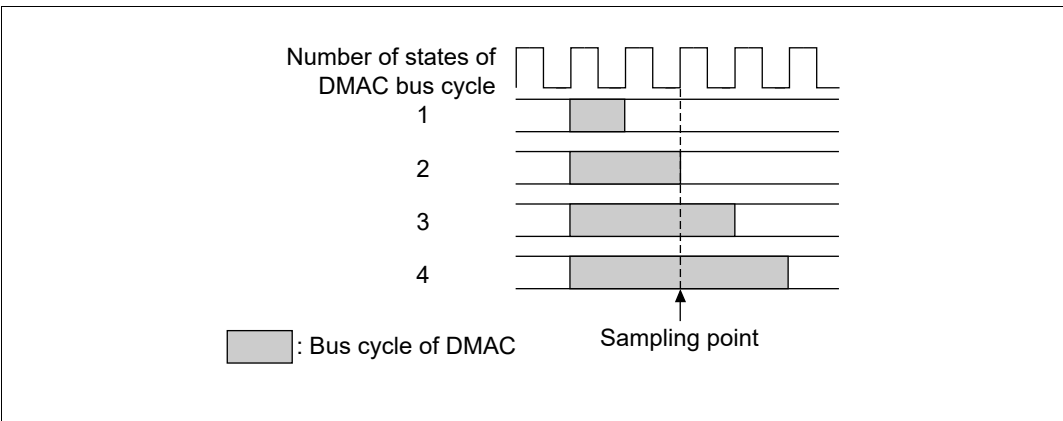 Number of states of
DMAC bus cycle
1
2
3
4
Sampling point
: Bus cycle of DMAC